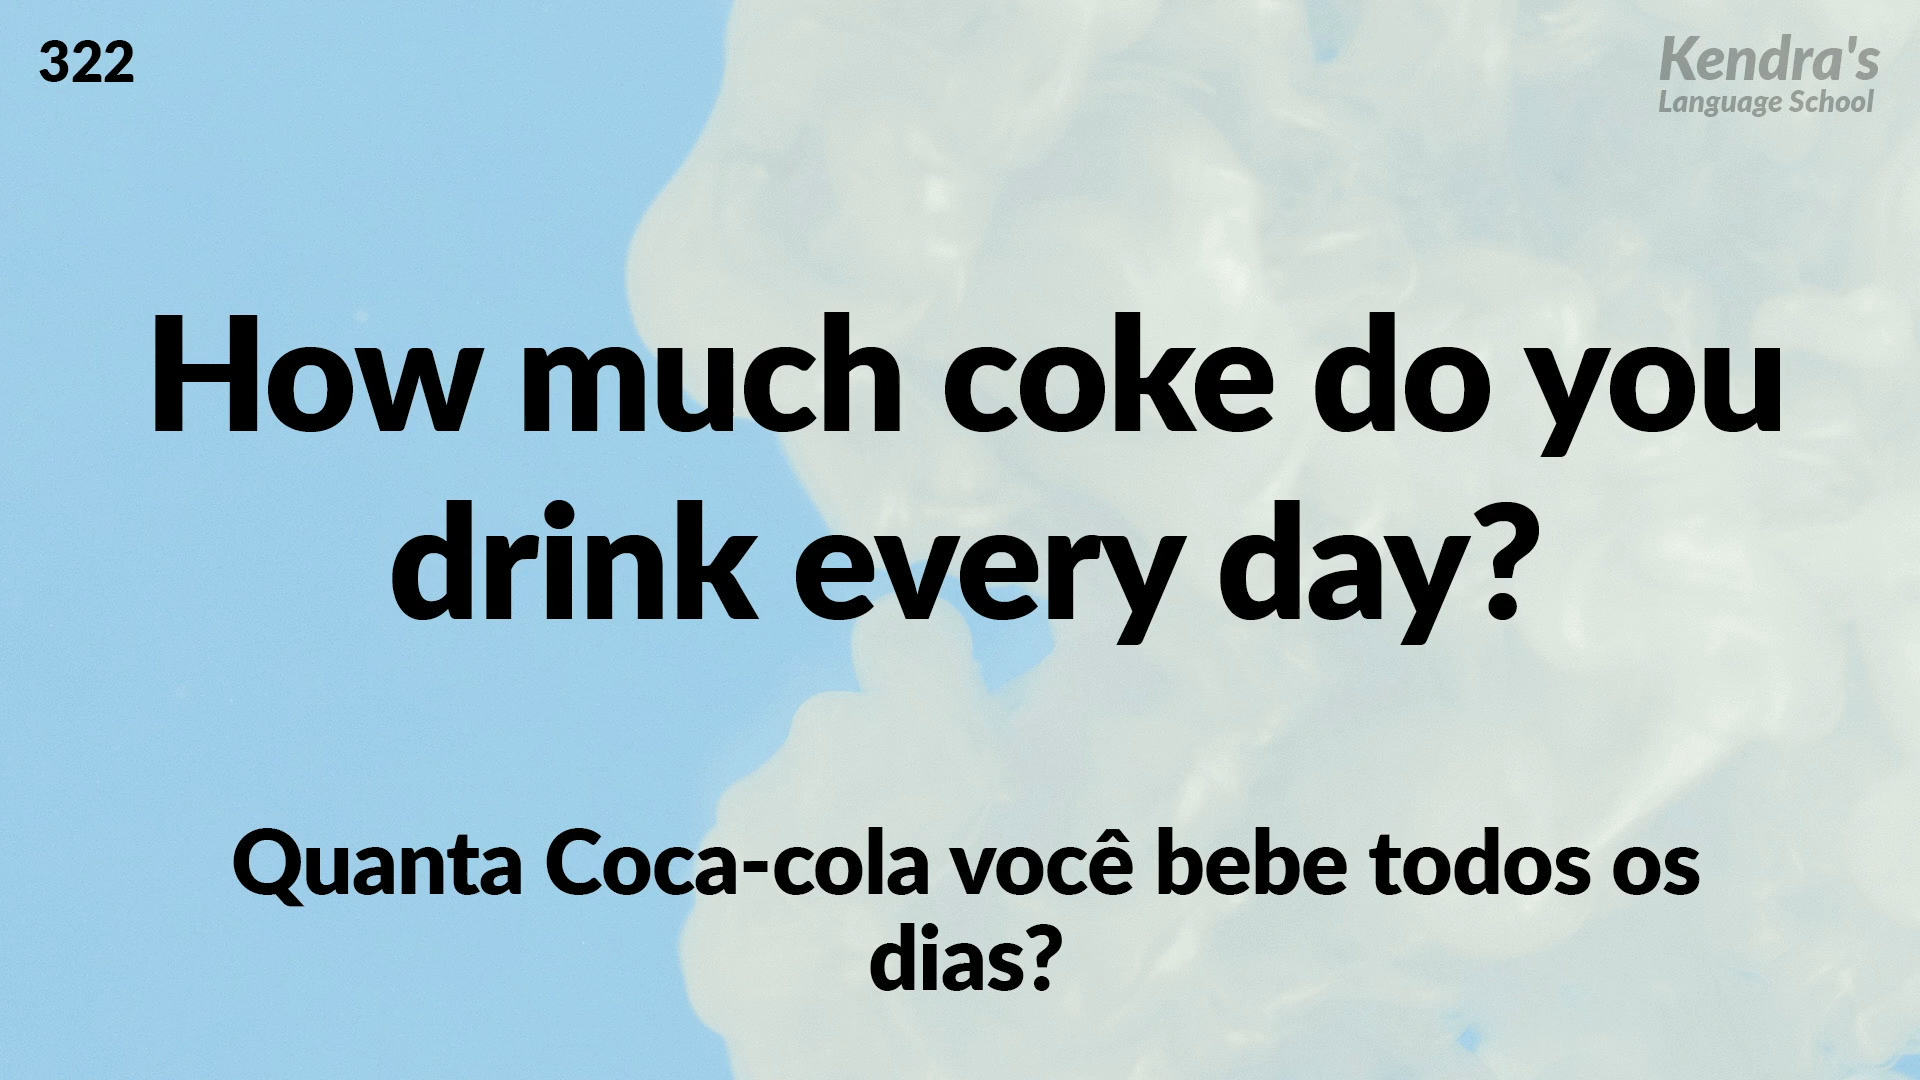 322
Kendra's
Language School
How much coke do you
drink every day?
Quanta Coca-cola você bebe todos os
dias?